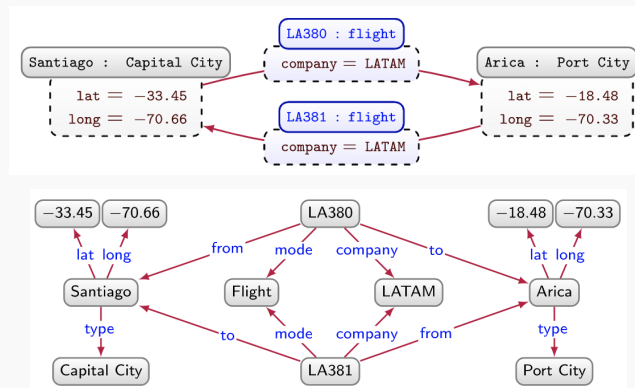 LA380 : flight
Santiago : Capital City
company = LATAM
Arica : Port City
lat = −33.45
long = −70.66
LA381 : flight
company = LATAM
lat = −18.48
long = −70.33
−33.45 −70.66 LA380 −18.48 −70.33
lat long from mode company to lat long
Santiago Flight LATAM Arica
type to mode company from type
Capital City LA381 Port City